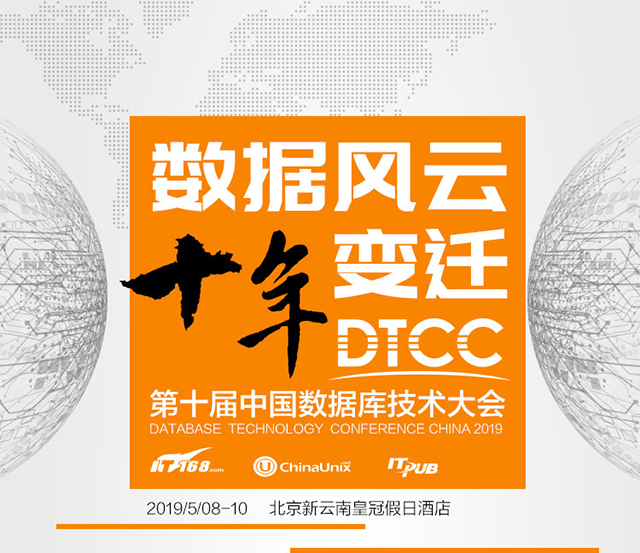 数据风云
十年 变迁
DTCC
第十届中国数据库技术大会
DATABASE TECHNOLOGY CONFERENCE CHINA 2019
IT168.com ChinaUnix.net ITPUB
2019/5/08-10 北京新云南皇冠假日酒店